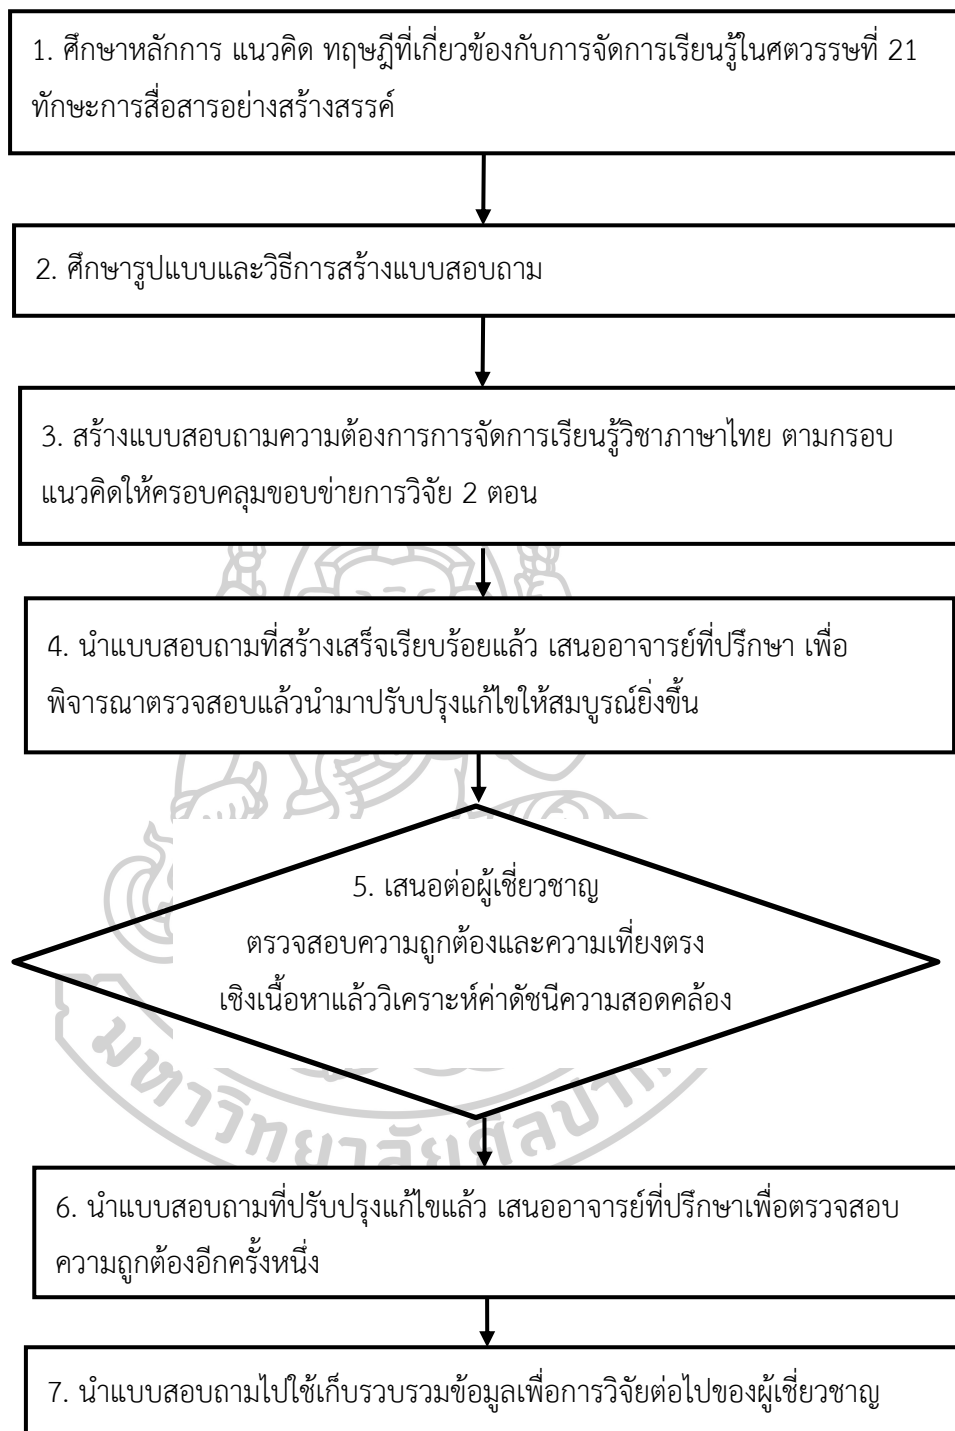 1. ศึกษาหลักการ แนวคิด ทฤษฎีที่เกี่ยวข้องกับการจัดการเรียนรู้ในศตวรรษที่ 21
ทักษะการสื่อสารอย่างสร้างสรรค์
2. ศึกษารูปแบบและวิธีการสร้างแบบสอบถาม
3. สร้างแบบสอบถามความต้องการการจัดการเรียนรู้วิชาภาษาไทย ตามกรอบ
แนวคิดให้ครอบคลุมขอบข่ายการวิจัย 2 ตอน
4. นำแบบสอบถามที่สร้างเสร็จเรียบร้อยแล้ว เสนออาจารย์ที่ปรึกษา เพื่อ
พิจารณาตรวจสอบแล้วนำมาปรับปรุงแก้ไขให้สมบูรณ์ยิ่งขึ้น
5. เสนอต่อผู้เชี่ยวชาญ
ตรวจสอบความถูกต้องและความเที่ยงตรง
เชิงเนื้อหาแล้ววิเคราะห์ค่าดัชนีความสอดคล้อง
มหาวิทยาลัยศิลปาก
6. นำแบบสอบถามที่ปรับปรุงแก้ไขแล้ว เสนออาจารย์ที่ปรึกษาเพื่อตรวจสอบ
ความถูกต้องอีกครั้งหนึ่ง
7. นำแบบสอบถามไปใช้เก็บรวบรวมข้อมูลเพื่อการวิจัยต่อไปของผู้เชี่ยวชาญ